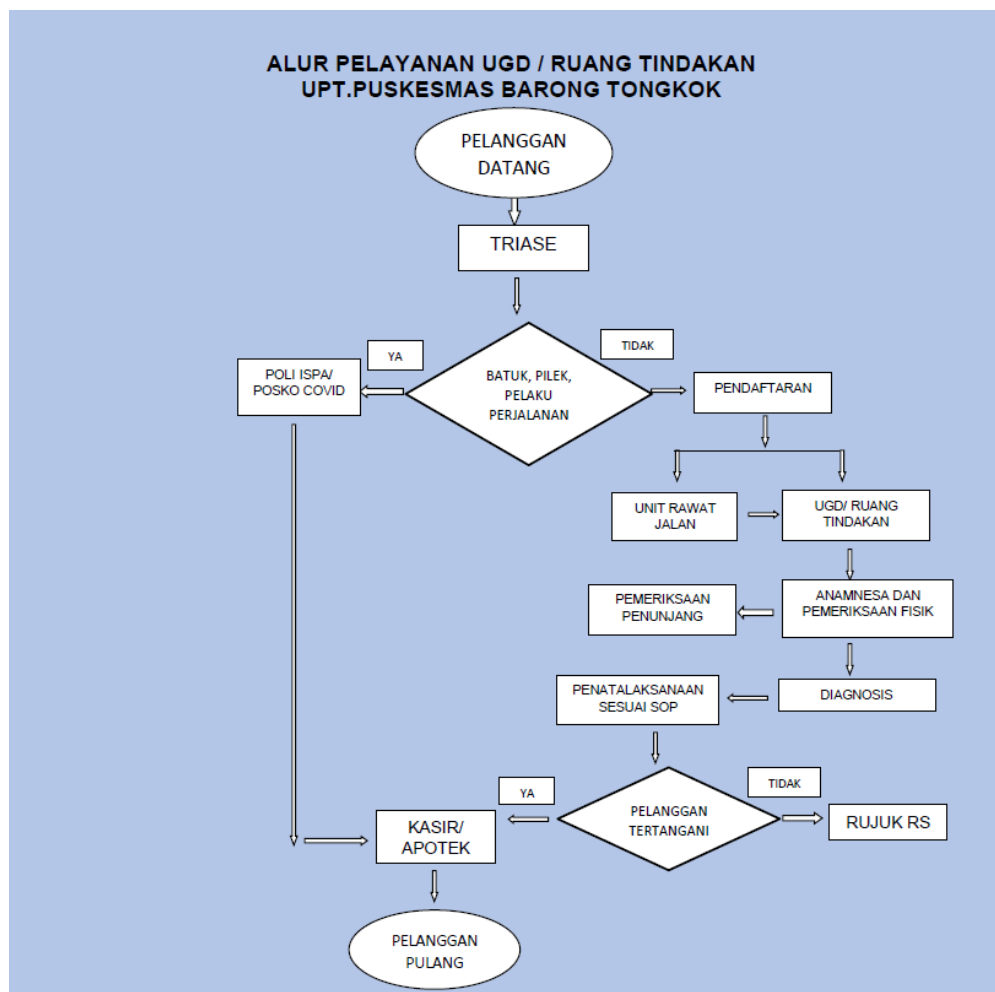 ALUR PELAYANAN UGD / RUANG TINDAKAN
UPT.PUSKESMAS BARONG TONGKOK
PELANGGAN
DATANG
TRIASE
YA
TIDAK
POLI ISPA/
POSKO COVID
BATUK, PILEK,
PELAKU
PERJALANAN
PENDAFTARAN
UNIT RAWAT
JALAN
UGD/ RUANG
TINDAKAN
PEMERIKSAAN
PENUNJANG
ANAMNESA DAN
PEMERIKSAAN FISIK
PENATALAKSANAAN
SESUAI SOP
DIAGNOSIS
YA
TIDAK
KASIR/
APOTEK
PELANGGAN
TERTANGANI
RUJUK RS
PELANGGAN
PULANG